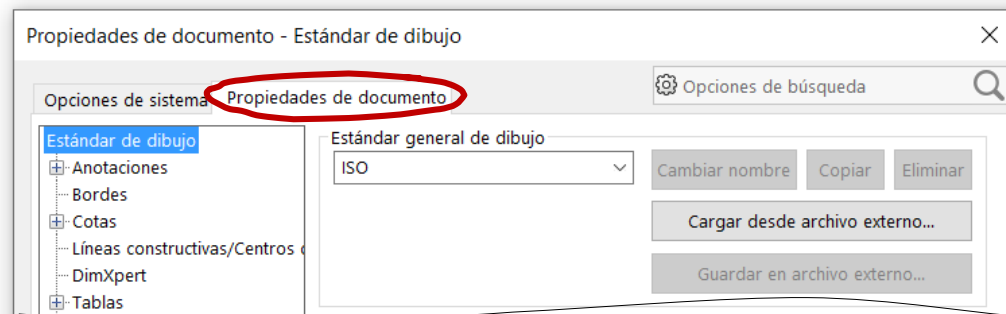 Propiedades de documento - Estándar de dibujo
Opciones de sistema
Propiedades de documento
Opciones de búsqueda
Estándar de dibujo
Anotaciones
Bordes
Cotas
Líneas constructivas/Centros
DimXpert
Tablas
Estándar general de dibujo
ISO
Cambiar nombre
Copiar
Eliminar
Cargar desde archivo externo...
Guardar en archivo externo...